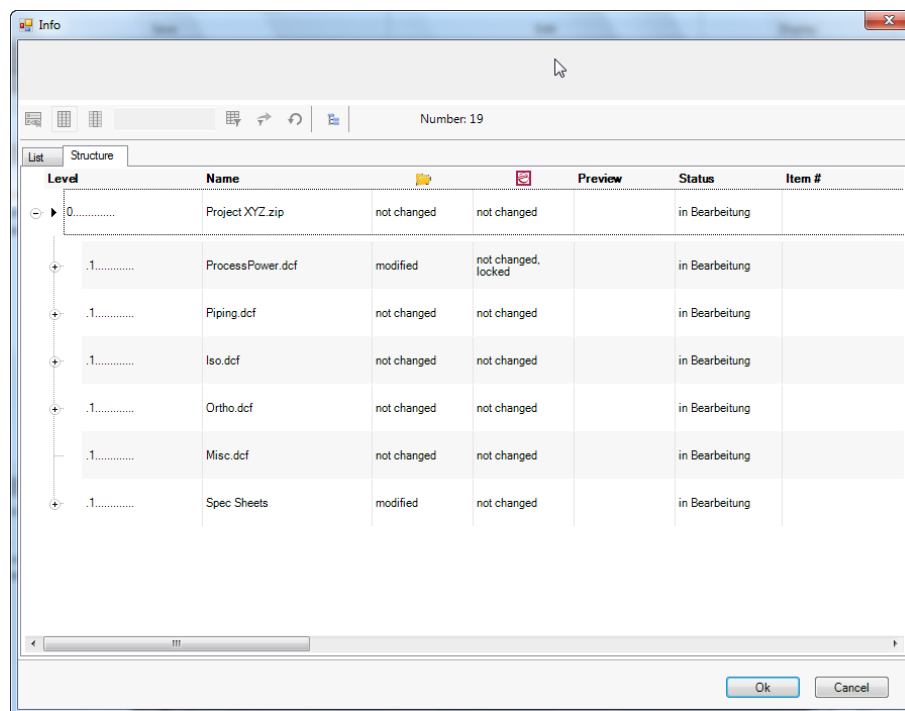 Info
Number: 19
List Structure
Level Name Preview Status Item #
0............. Project XYZ.zip not changed not changed in Bearbeitung
.1............ ProcessPower.dcf modified not changed, locked in Bearbeitung
.1............ Piping.dcf not changed not changed in Bearbeitung
.1............ Iso.dcf not changed not changed in Bearbeitung
.1............ Ortho.dcf not changed not changed in Bearbeitung
.1............ Misc.dcf not changed not changed in Bearbeitung
.1............ Spec Sheets modified not changed in Bearbeitung
Ok Cancel